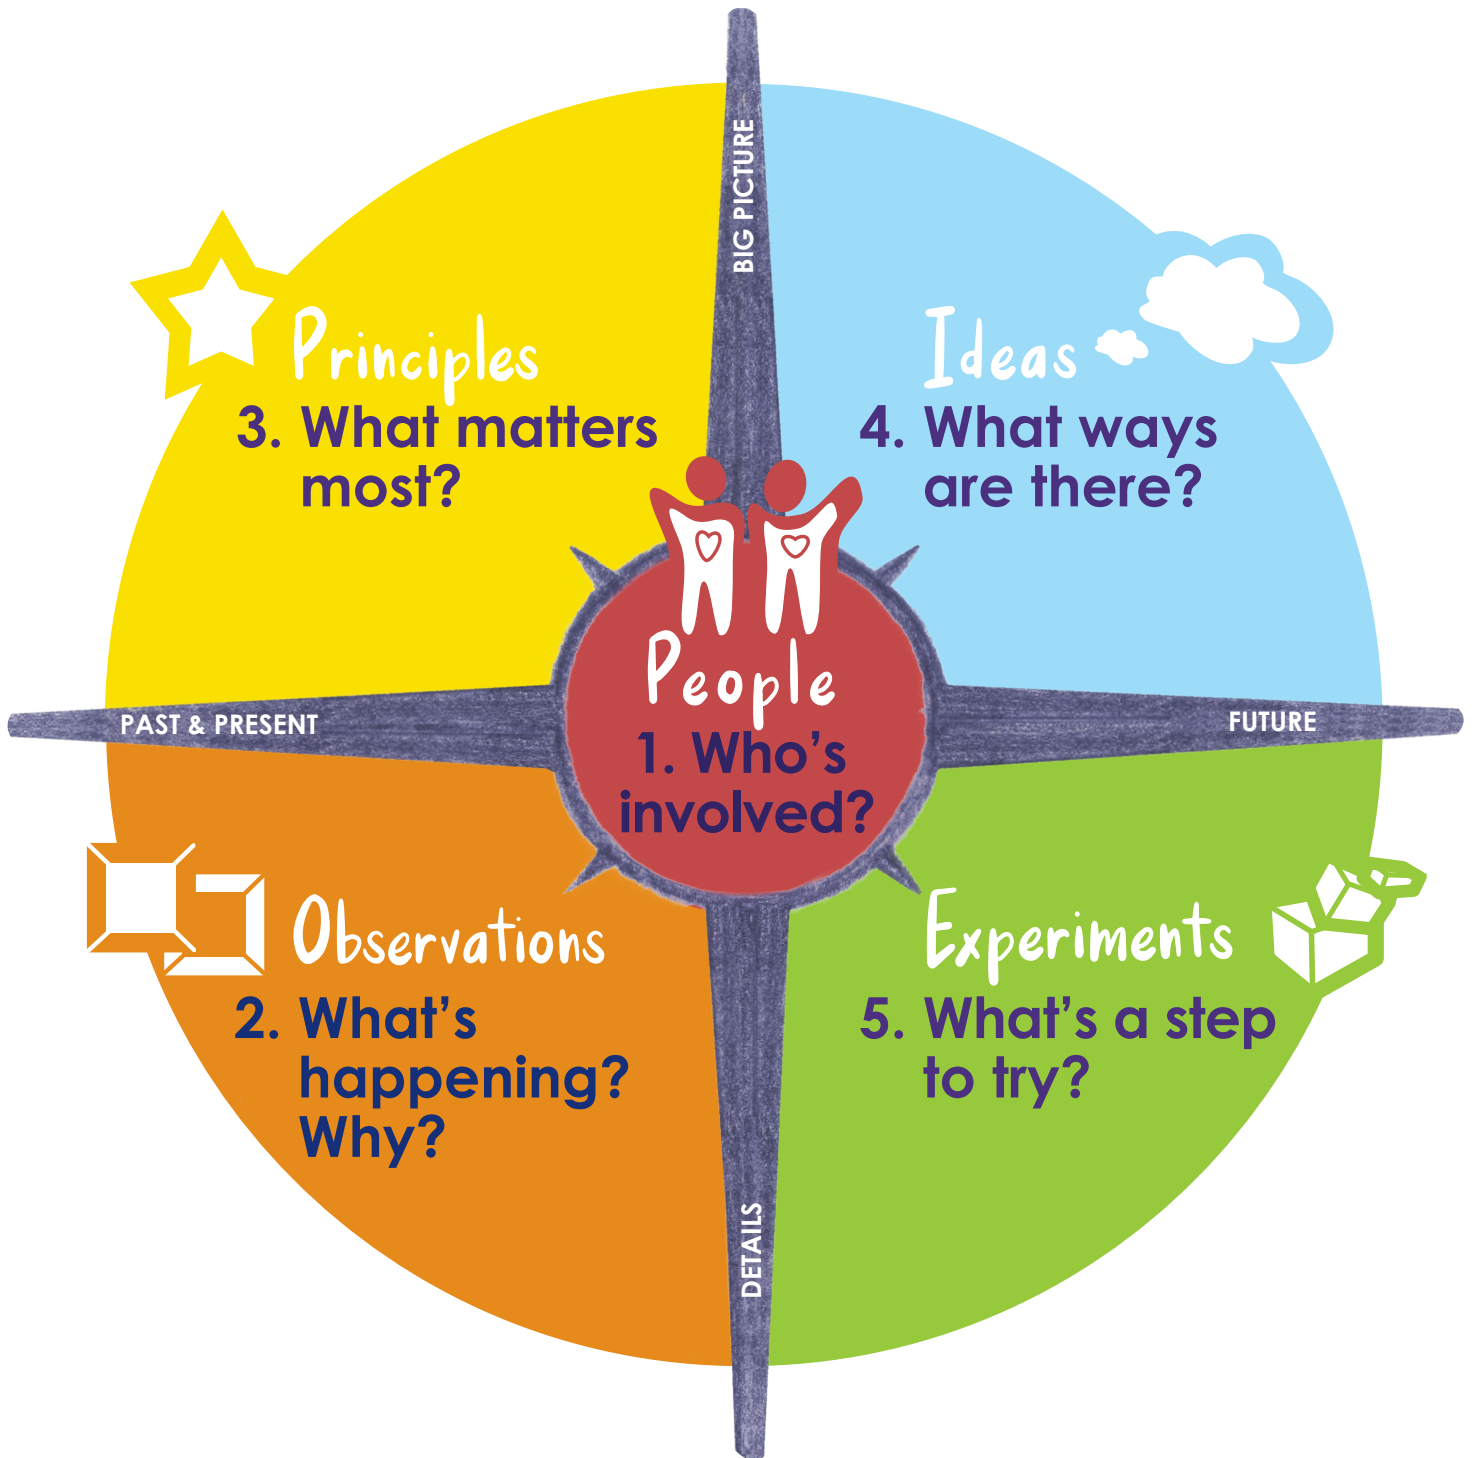 BIG PICTURE
Principles
3. What matters
most?
Ideas
4. What ways
are there?
PAST & PRESENT
FUTURE
People
1. Who’s
involved?
Observations
2. What’s
happening?
Why?
Experiments
5. What’s a step
to try?
DETAILS